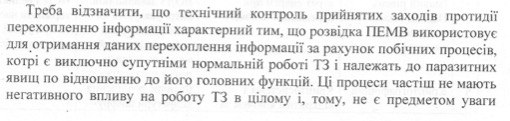 Треба відзначити, що технічний контроль прийнятих заходів протидії
перехопленню інформації характерний тим, що розвідка ПЕМВ використовує
для отримання даних перехоплення інформації за рахунок побічних процесів,
котрі є виключно супутніми нормальній роботі ТЗ і належать до паразитних
явищ по відношенню до його головних функцій. Ці процеси частіш не мають
негативного впливу на роботу ТЗ в цілому і, тому, не є предметом уваги